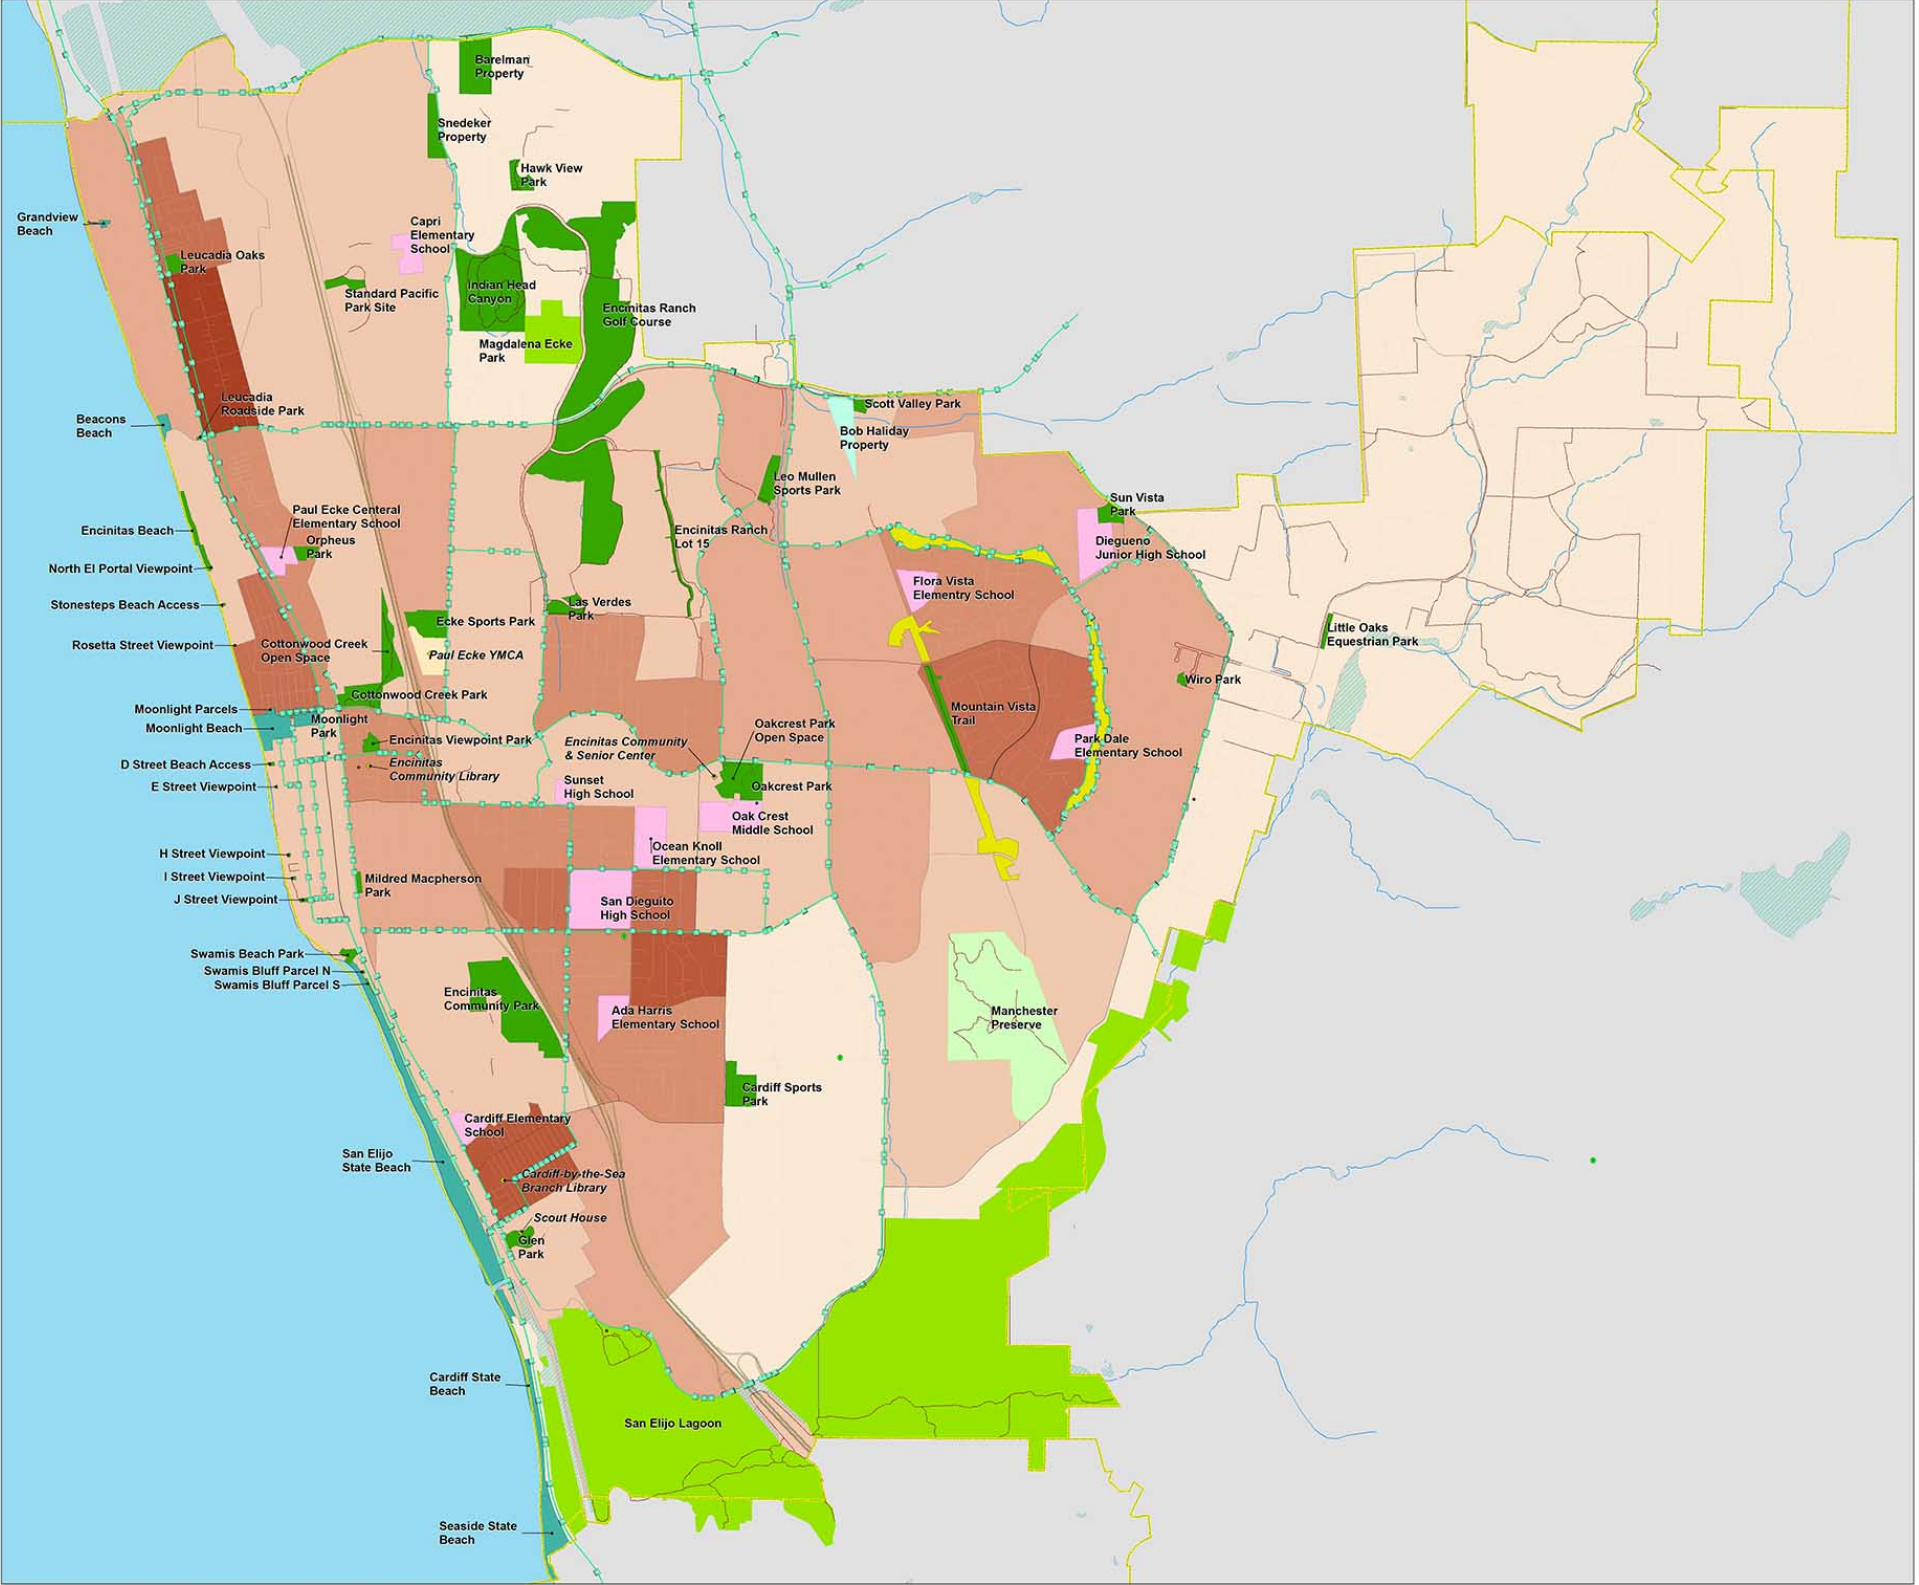 Barelman
Property
Snedeker
Property
Hawk View
Park
Grandview
Beach
Capri
Elementary
School
Leucadia Oaks
Park
Standard Pacific
Park Site
Indian Head
Canyon
Encinitas Ranch
Golf Course
Magdalena Ecke
Park
Leucadia
Roadside Park
Beacons
Beach
Scott Valley Park
Bob Haliday
Property
Leo Mullen
Sports Park
Sun Vista
Park
Paul Ecke Centeral
Elementary School
Orpheus
Park
Encinitas Beach
Encinitas Ranch
Lot 15
Diegueno
Junior High School
North El Portal Viewpoint
Flora Vista
Elementry School
Stonesteps Beach Access
Las Verdes
Park
Ecke Sports Park
Little Oaks
Equestrian Park
Rosetta Street Viewpoint
Cottonwood Creek
Open Space
Paul Ecke YMCA
Wiro Park
Cottonwood Creek Park
Moonlight Parcels
Moonlight Beach
Moonlight
Park
Mountain Vista
Trail
Oakcrest Park
Open Space
Encinitas Viewpoint Park
Encinitas Community
& Senior Center
Park Dale
Elementary School
D Street Beach Access
Encinitas
Community Library
E Street Viewpoint
Sunset
High School
Oakcrest Park
Oak Crest
Middle School
H Street Viewpoint
Ocean Knoll
Elementary School
I Street Viewpoint
Mildred Macpherson
Park
J Street Viewpoint
San Dieguito
High School
Swamis Beach Park
Swamis Bluff Parcel N
Swamis Bluff Parcel S
Encinitas
Community Park
Ada Harris
Elementary School
Manchester
Preserve
Cardiff Sports
Park
Cardiff Elementary
School
San Elijo
State Beach
Cardiff-by-the-Sea
Branch Library
Scout House
Glen
Park
Cardiff State
Beach
San Elijo Lagoon
Seaside State
Beach